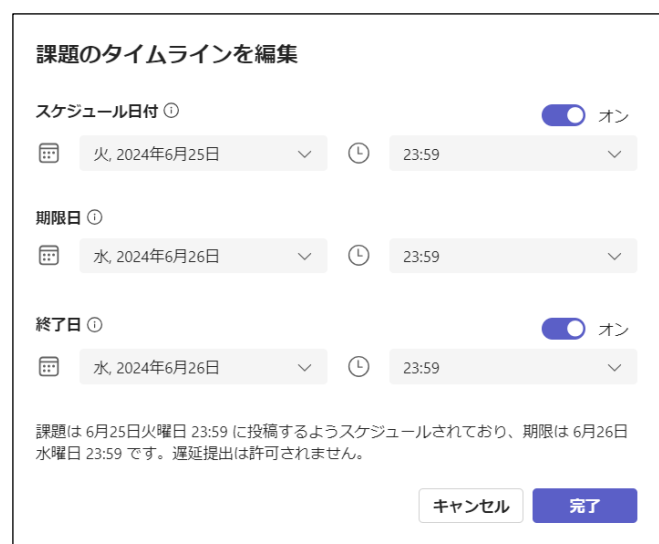 課題のタイムラインを編集
スケジュール日付
オン
火, 2024年6月25日
23:59
期限日
水, 2024年6月26日
23:59
終了日
オン
水, 2024年6月26日
23:59
課題は 6月25日火曜日 23:59 に投稿するようスケジュールされており、期限は 6月26日
水曜日 23:59 です。遅延提出は許可されません。
キャンセル
完了